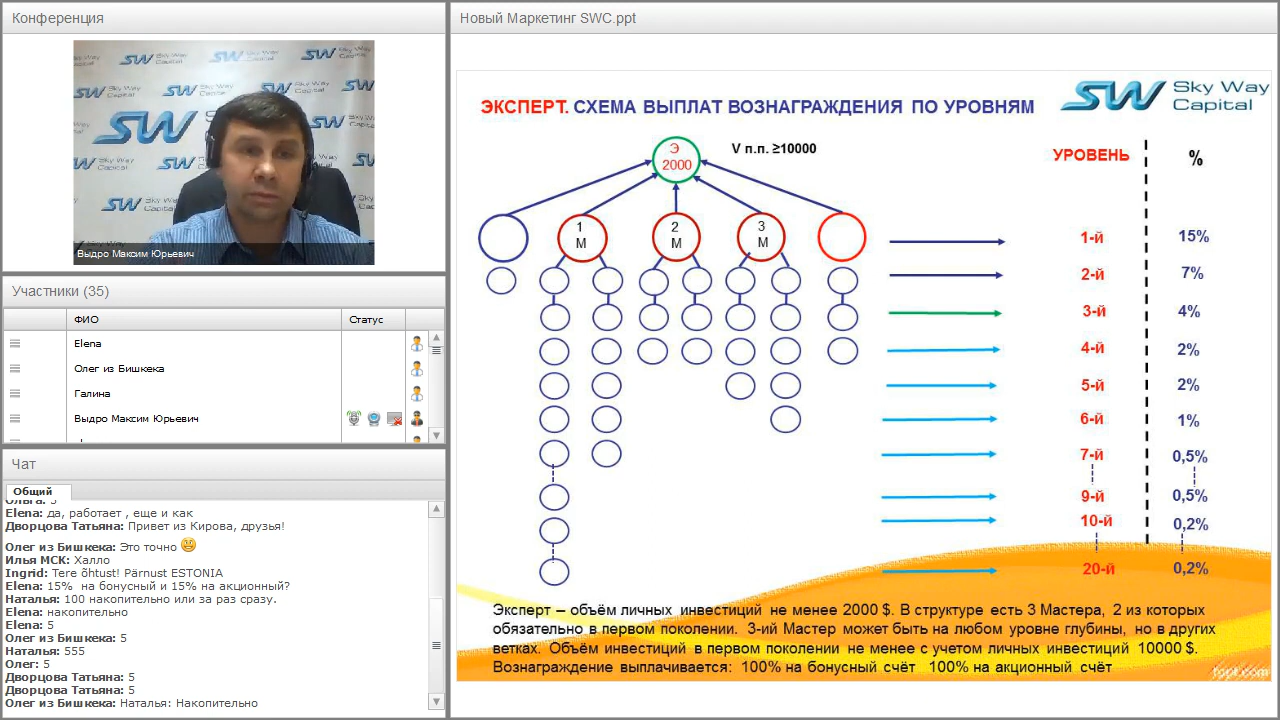 Конференция
Sky Way
Capital
Выдро Максим Юрьевич
Участники (35)
ФИО
Статус
Elena
Олег из Бишкека
Галина
Выдро Максим Юрьевич
Чат
Общий
Elena: да, работает , еще и как
Дворцова Татьяна: Привет из Кирова, друзья!
Олег из Бишкека: Это точно
Илья МСК: Халло
Ingrid: Tere õhtust! Pärnust ESTONIA
Elena: 15% на бонусный и 15% на акционный?
Наталья: 100 накопительно или за раз сразу.
Elena: накопительно
Elena: 5
Олег из Бишкека: 5
Наталья: 555
Олег: 5
Дворцова Татьяна: 5
Дворцова Татьяна: 5
Олег из Бишкека: Наталья: Накопительно
Новый Маркетинг SWC.ppt
SW Sky Way
Capital
ЭКСПЕРТ. СХЕМА ВЫПЛАТ ВОЗНАГРАЖДЕНИЯ ПО УРОВНЯМ
Э
2000
V п.п. ≥10000
УРОВЕНЬ %
1
М
2
М
3
М
1-й 15%
2-й 7%
3-й 4%
4-й 2%
5-й 2%
6-й 1%
7-й 0,5%
9-й 0,5%
10-й 0,2%
20-й 0,2%
Эксперт – объём личных инвестиций не менее 2000 $. В структуре есть 3 Мастера, 2 из которых
обязательно в первом поколении. 3-ий Мастер может быть на любом уровне глубины, но в других
ветках. Объём инвестиций в первом поколении не менее с учетом личных инвестиций 10000 $.
Вознаграждение выплачивается: 100% на бонусный счёт 100% на акционный счёт
fppt.com